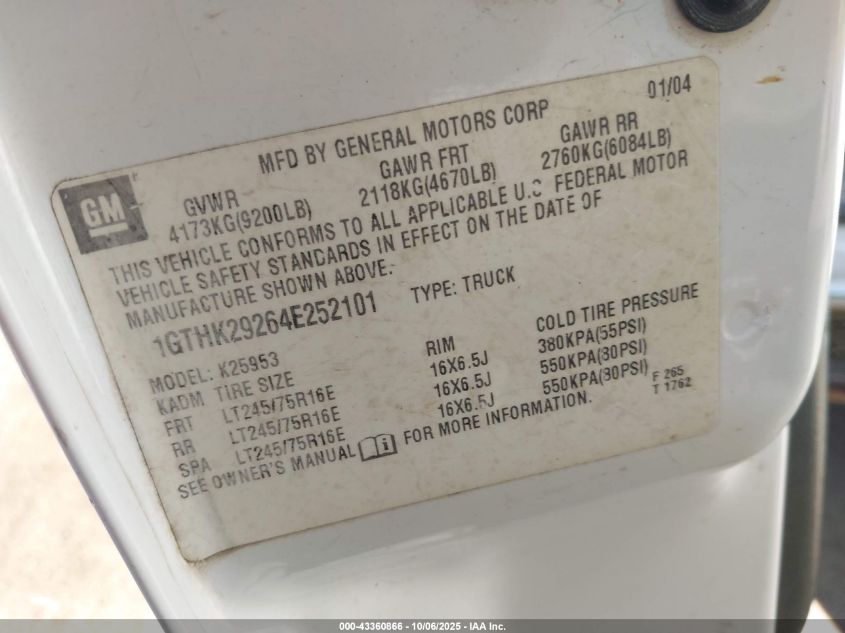 01/04
MFD BY GENERAL MOTORS CORP
GM
GVWR GAWR FRT GAWR RR
4173KG(9200LB) 2118KG(4670LB) 2760KG(6084LB)
THIS VEHICLE CONFORMS TO ALL APPLICABLE U.S FEDERAL MOTOR
VEHICLE SAFETY STANDARDS IN EFFECT ON THE DATE OF
MANUFACTURE SHOWN ABOVE.
1GTHK29264E252101 TYPE: TRUCK
MODEL: K25953
KADM TIRE SIZE RIM COLD TIRE PRESSURE
FRT LT245/75R16E 16X6.5J 380KPA(55PSI)
RR LT245/75R16E 16X6.5J 550KPA(80PSI)
SPA LT245/75R16E 16X6.5J 550KPA(80PSI)
SEE OWNER'S MANUAL FOR MORE INFORMATION.
F 265
T 1762
000-43360866 - 10/06/2025 - IAA Inc.